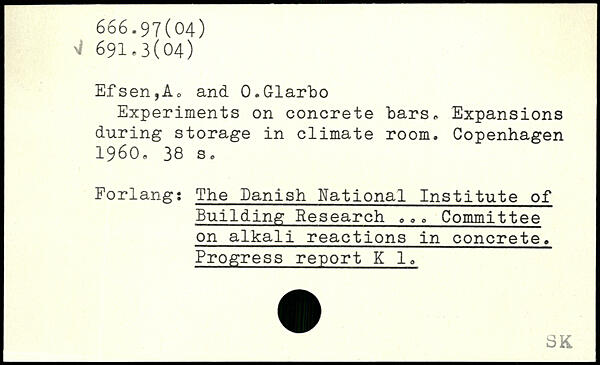 666.97(04)
√ 691.3(04)
Efsen,A. and O.Glarbo
Experiments on concrete bars. Expansions
during storage in climate room. Copenhagen
1960. 38 s.
Forlang: The Danish National Institute of
Building Research ... Committee
on alkali reactions in concrete.
Progress report K 1.
SK